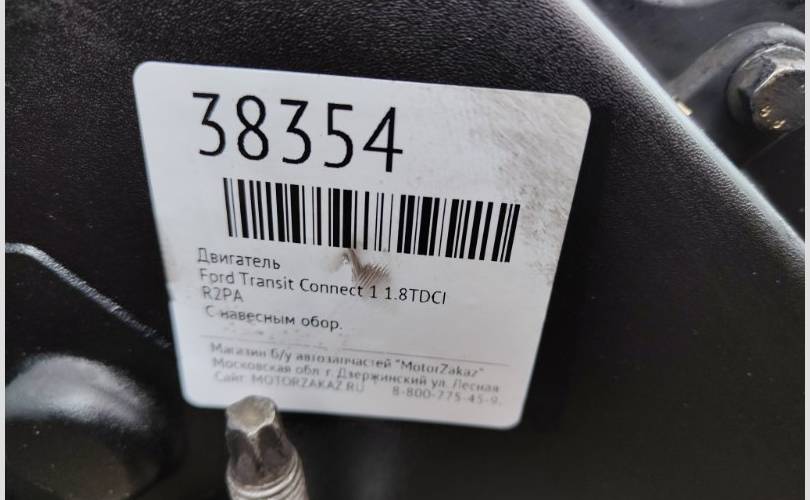 38354
Двигатель
Ford Transit Connect 1 1.8TDCI
R2PA
С навесным обор.
Магазин б/у автозапчастей "MotorZakaz"
Московская обл. г. Дзержинский ул. Лесная
Сайт: MOTORZAKAZ.RU 8-800-775-45-9.